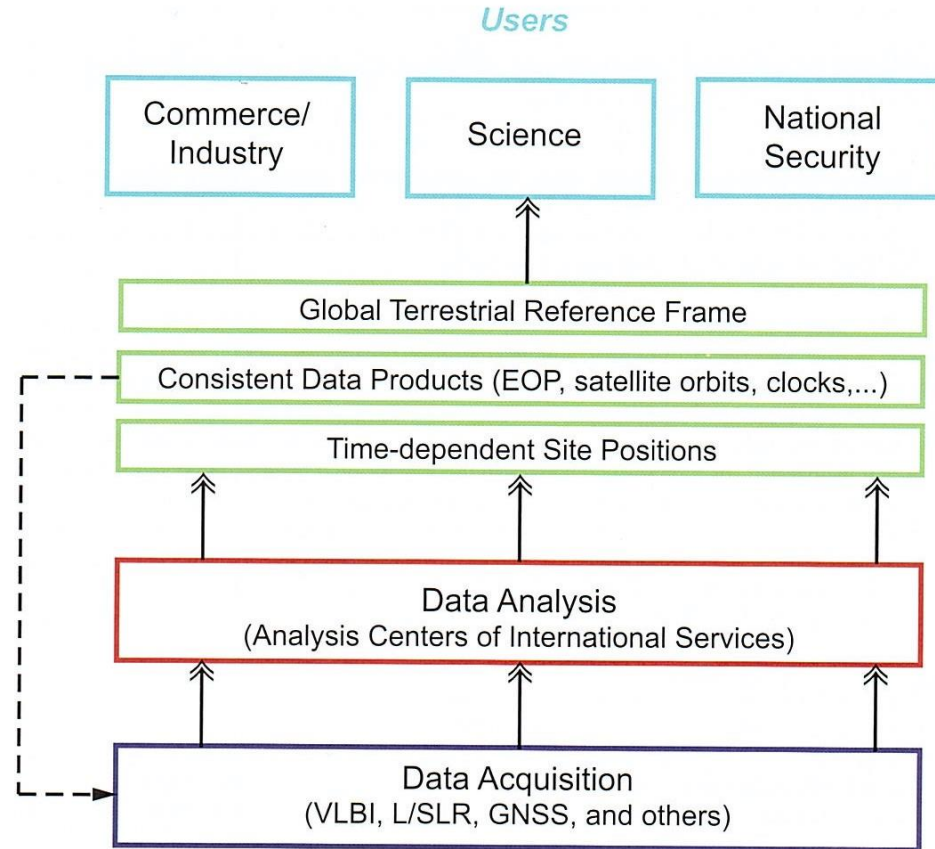 Users
Commerce/
Industry
Science
National
Security
Global Terrestrial Reference Frame
Consistent Data Products (EOP, satellite orbits, clocks,...)
Time-dependent Site Positions
Data Analysis
(Analysis Centers of International Services)
Data Acquisition
(VLBI, L/SLR, GNSS, and others)